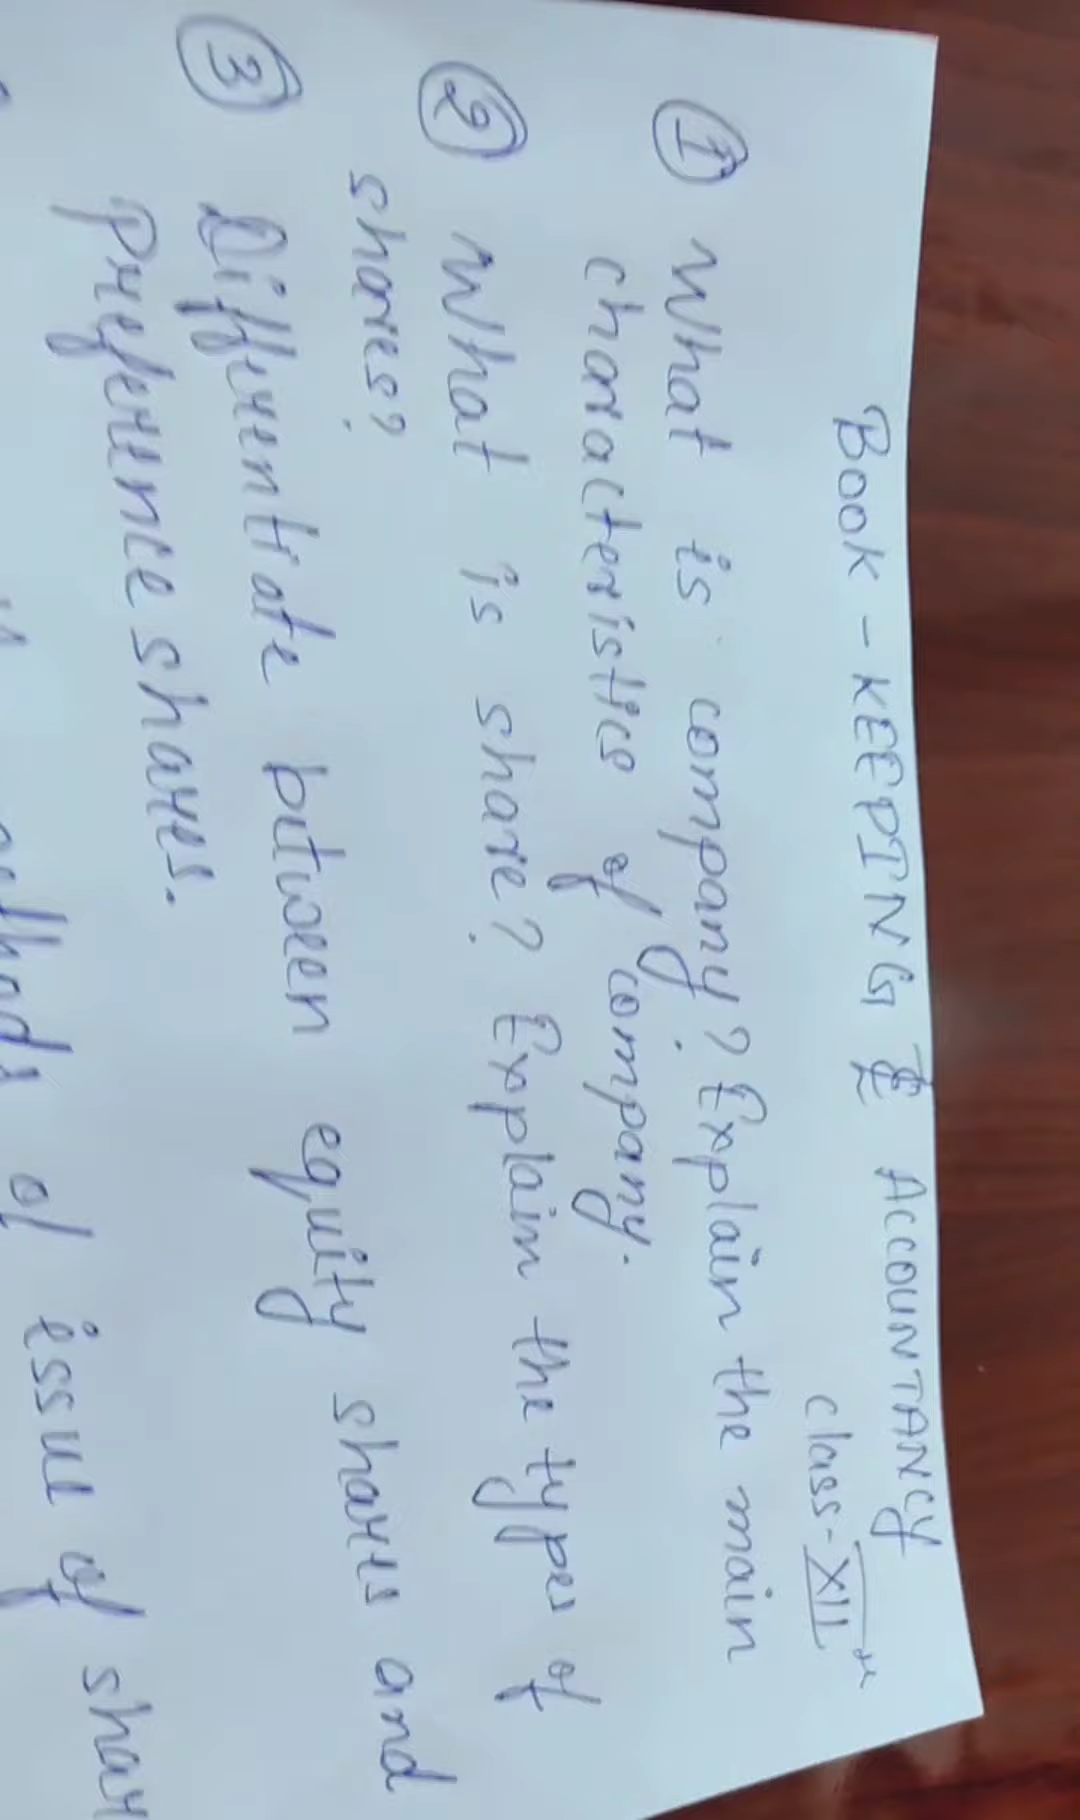 BOOK-KEEPING & ACCOUNTANCY
class-XII
① What is company? Explain the main
characteristics of company.
② What is share? Explain the types of
shares?
③ Differentiate between equity shares and
Preference shares.
of issue of